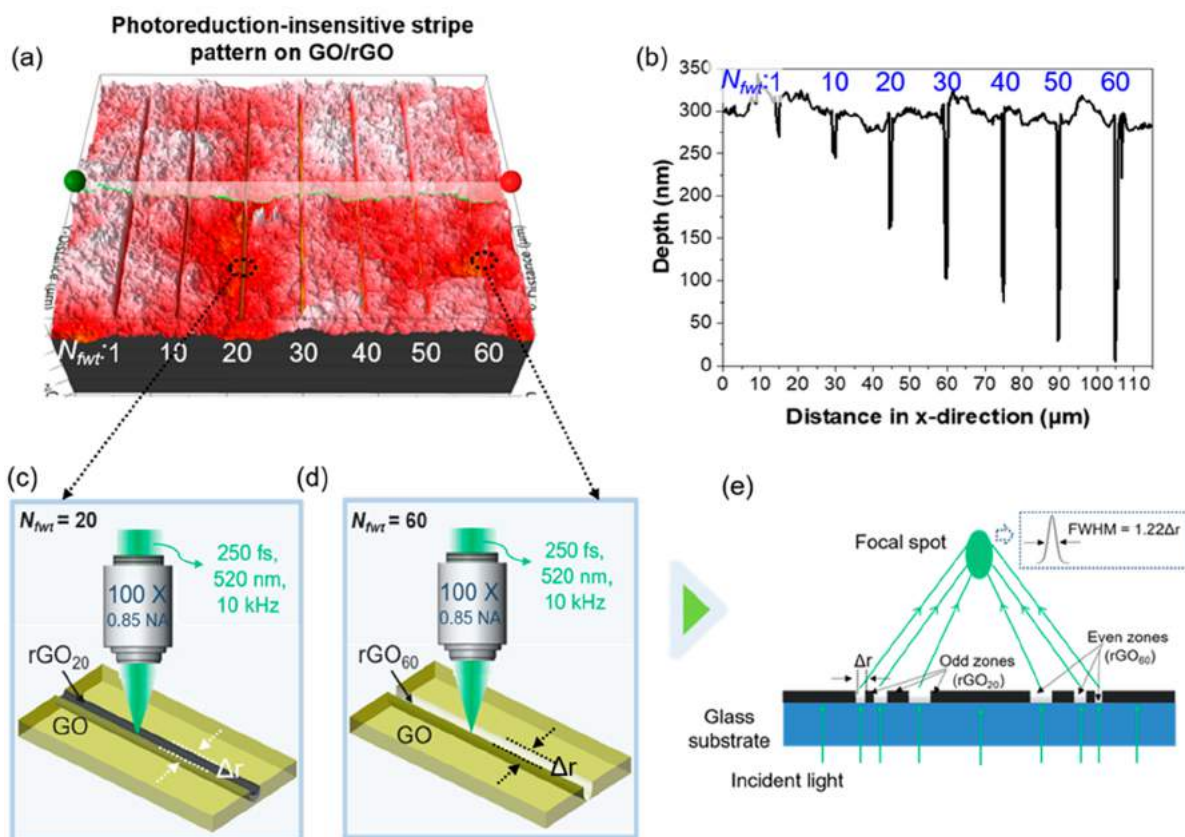 Photoreduction-insensitive stripe
pattern on GO/rGO
(a)
Nfwt:1 10 20 30 40 50 60
(b)
Nfwt:1 10 20 30 40 50 60
350
300
250
200
150
100
50
0
Depth (nm)
0 10 20 30 40 50 60 70 80 90 100 110
Distance in x-direction (µm)
(c)
Nfwt = 20
250 fs,
520 nm,
10 kHz
100 X
0.85 NA
rGO20
GO
Δr
(d)
Nfwt = 60
250 fs,
520 nm,
10 kHz
100 X
0.85 NA
rGO60
GO
Δr
(e)
Focal spot
FWHM = 1.22Δr
Even zones
(rGO60)
Δr
Odd zones
(rGO20)
Glass
substrate
Incident light